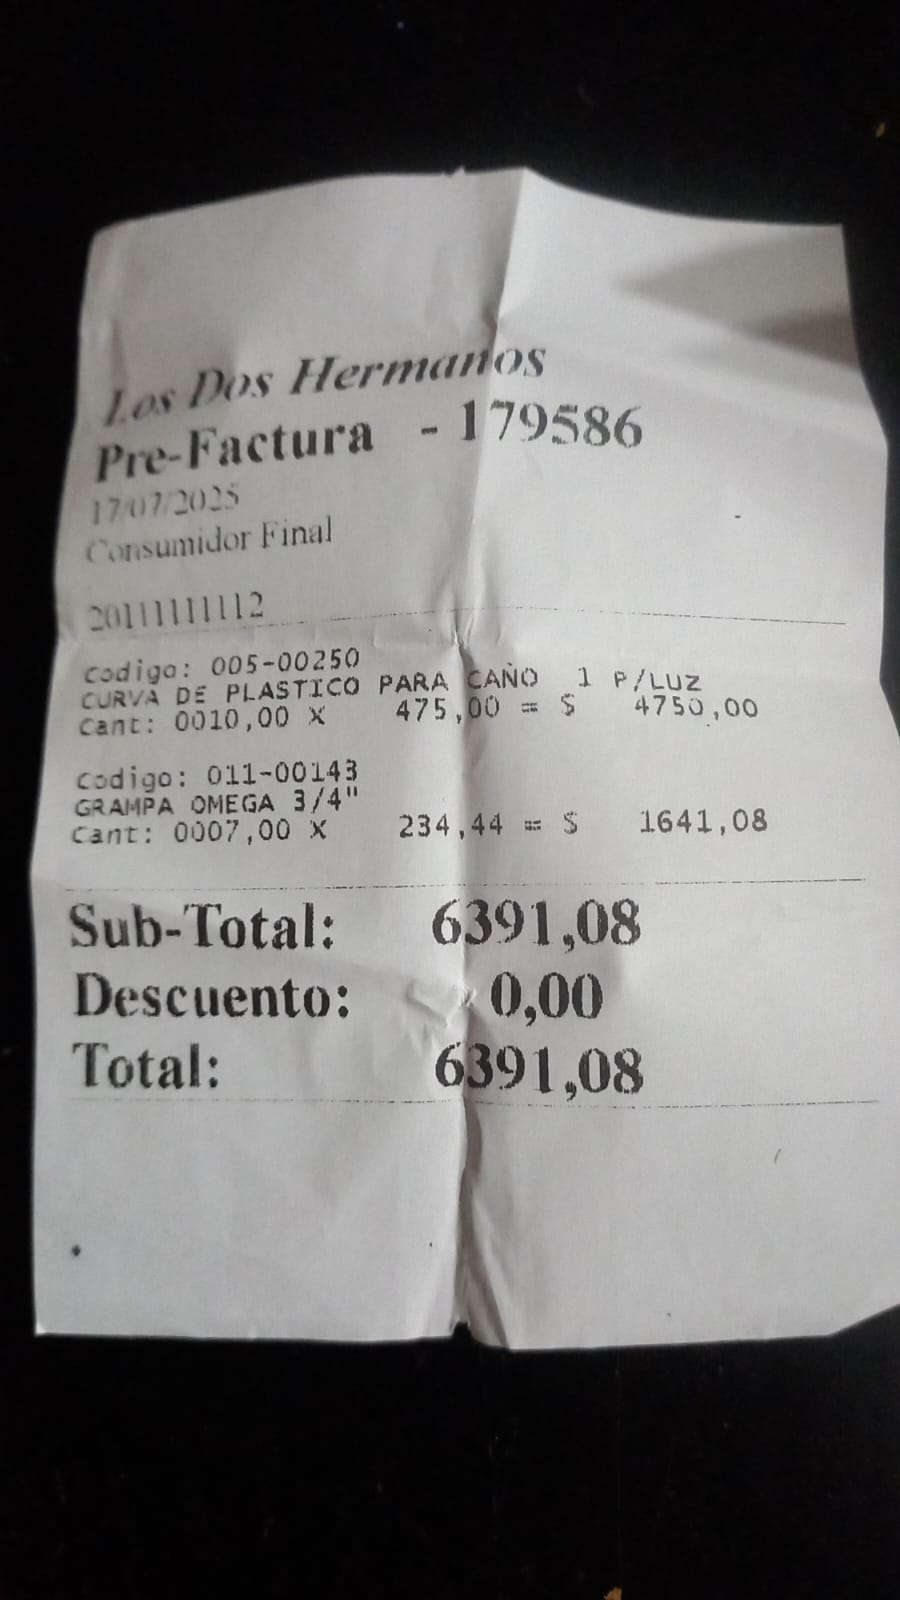 Los Dos Hermanos
Pre-Factura - 179586
17/07/2025
Consumidor Final
20111111112
Codigo: 005-00250
CURVA DE PLASTICO PARA CAÑO 1 P/LUZ
Cant: 0010,00 X 475,00 = $ 4750,00
Codigo: 011-00143
GRAMPA OMEGA 3/4"
Cant: 0007,00 X 234,44 = $ 1641,08
Sub-Total: 6391,08
Descuento: 0,00
Total: 6391,08